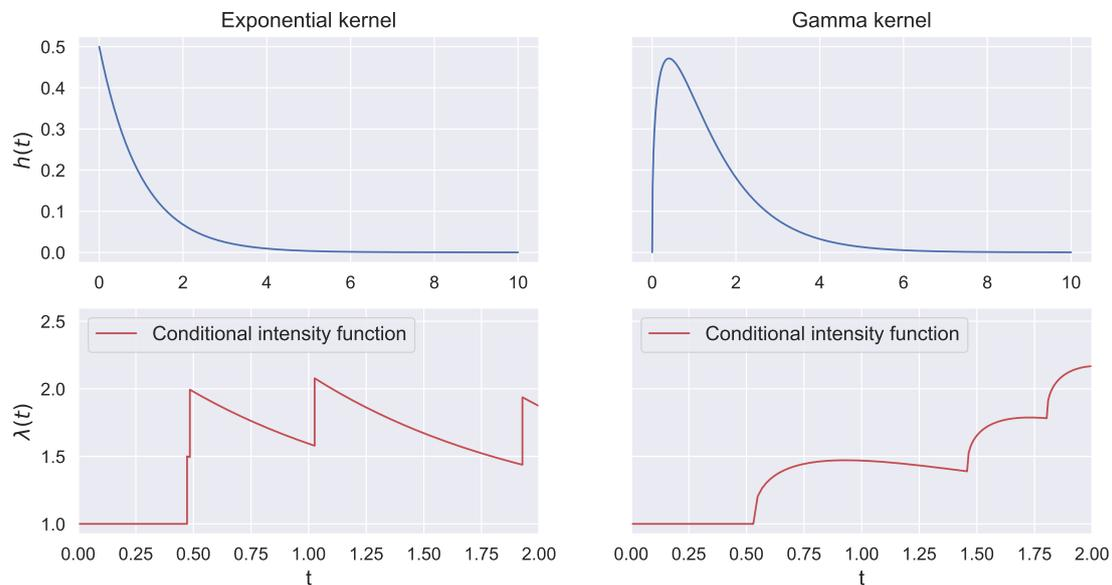 Exponential kernel
Gamma kernel
h(t)
0.5
0.4
0.3
0.2
0.1
0.0
0 2 4 6 8 10
0 2 4 6 8 10
λ(t)
2.5
2.0
1.5
1.0
Conditional intensity function
Conditional intensity function
0.00 0.25 0.50 0.75 1.00 1.25 1.50 1.75 2.00
0.00 0.25 0.50 0.75 1.00 1.25 1.50 1.75 2.00
t
t